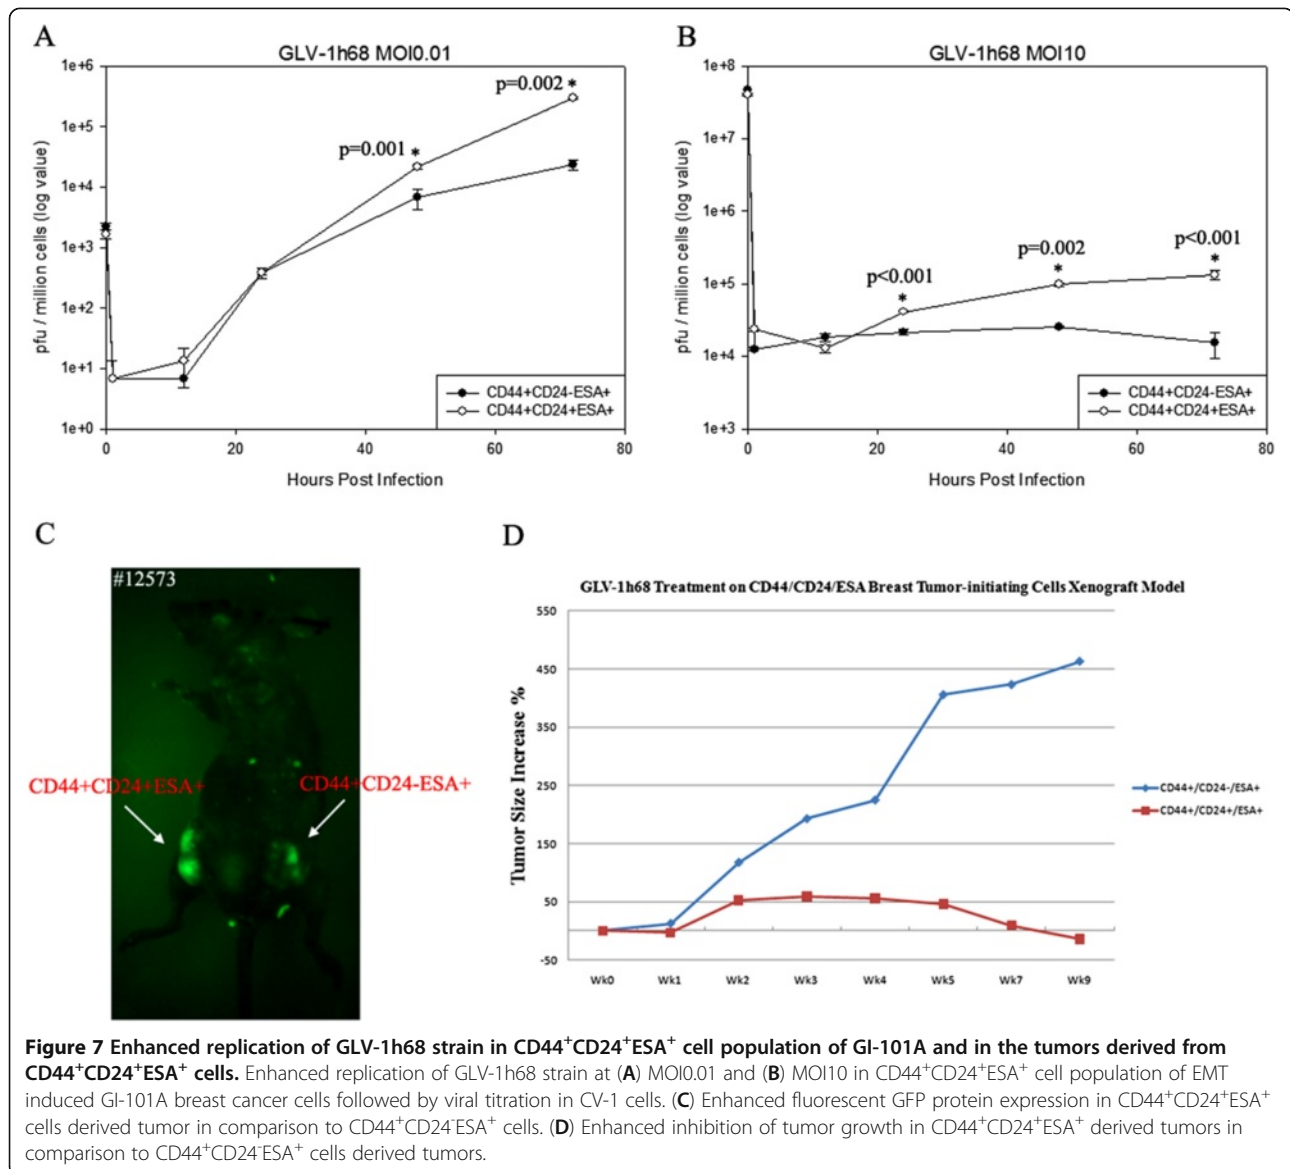 A
GLV-1h68 MOI0.01
1e+6
1e+5
1e+4
1e+3
1e+2
1e+1
1e+0
pfu / million cells (log value)
p=0.001 *
p=0.002 *
CD44+CD24-ESA+
CD44+CD24+ESA+
0 20 40 60 80
Hours Post Infection
B
GLV-1h68 MOI10
1e+8
1e+7
1e+6
1e+5
1e+4
1e+3
pfu / million cells (log value)
p<0.001
*
p=0.002
*
p<0.001
*
CD44+CD24-ESA+
CD44+CD24+ESA+
0 20 40 60 80
Hours Post Infection
C
#12573
CD44+CD24+ESA+
CD44+CD24-ESA+
D
GLV-1h68 Treatment on CD44/CD24/ESA Breast Tumor-initiating Cells Xenograft Model
550
450
350
250
150
50
-50
Tumor Size Increase %
Wk0 Wk1 Wk2 Wk3 Wk4 Wk5 Wk7 Wk9
CD44+/CD24-/ESA+
CD44+/CD24+/ESA+
Figure 7 Enhanced replication of GLV-1h68 strain in CD44⁺CD24⁺ESA⁺ cell population of GI-101A and in the tumors derived from
CD44⁺CD24⁺ESA⁺ cells. Enhanced replication of GLV-1h68 strain at (A) MOI0.01 and (B) MOI10 in CD44⁺CD24⁺ESA⁺ cell population of EMT
induced GI-101A breast cancer cells followed by viral titration in CV-1 cells. (C) Enhanced fluorescent GFP protein expression in CD44⁺CD24⁺ESA⁺
cells derived tumor in comparison to CD44⁺CD24⁻ESA⁺ cells. (D) Enhanced inhibition of tumor growth in CD44⁺CD24⁺ESA⁺ derived tumors in
comparison to CD44⁺CD24⁻ESA⁺ cells derived tumors.